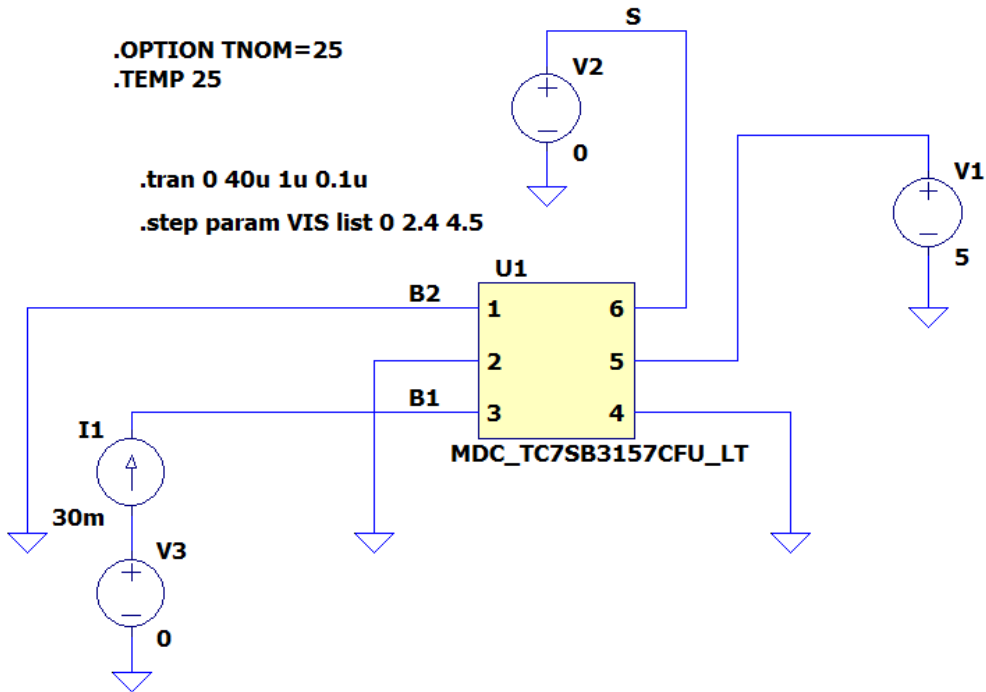 S
.OPTION TNOM=25
.TEMP 25
V2
0
.tran 0 40u 1u 0.1u
.step param VIS list 0 2.4 4.5
V1
5
U1
B2
1
6
2
5
B1
3
4
MDC_TC7SB3157CFU_LT
I1
30m
V3
0